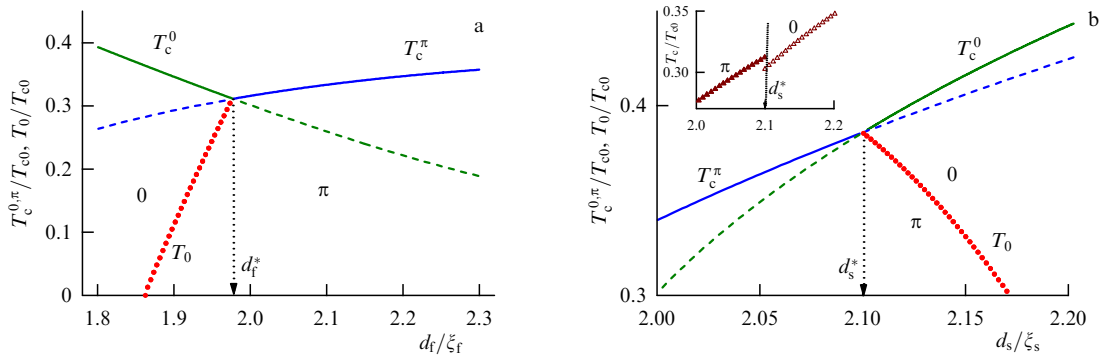 a
T_c^{0,π}/T_{c0}, T_0/T_{c0}
0.4
0.3
0.2
0.1
0
T_c^0
T_c^π
0
π
T_0
d_f^*
1.8 1.9 2.0 2.1 2.2 2.3
d_f/ξ_f
b
T_c^{0,π}/T_{c0}, T_0/T_{c0}
0.4
0.3
T_c/T_{c0}
0.35
0.30
0
π
d_s^*
2.0 2.1 2.2
T_c^0
T_c^π
0
π
T_0
d_s^*
2.00 2.05 2.10 2.15 2.20
d_s/ξ_s